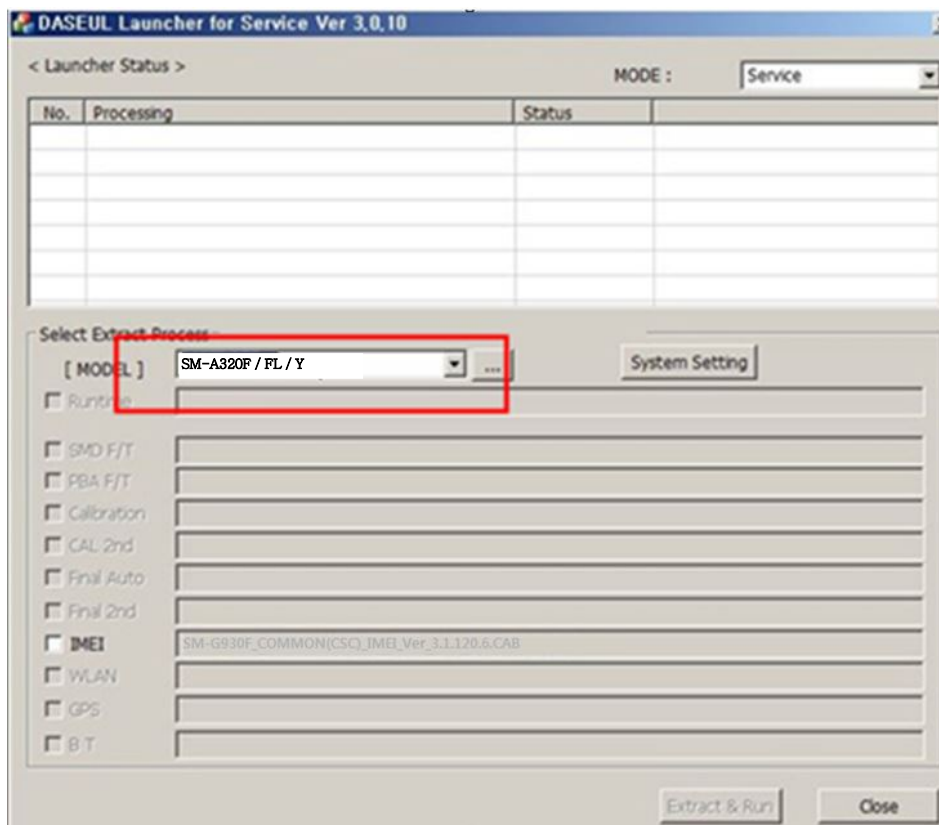 DASEUL Launcher for Service Ver 3.0.10
< Launcher Status >
MODE : Service
No. Processing Status
Select Extract Process
[ MODEL ] SM-A320F / FL / Y ... System Setting
Runtime
SMD F/T
PBA F/T
Calibration
CAL 2nd
Final Auto
Final 2nd
IMEI SM-G930F_COMMON(CSC)_IMEI_Ver_3.1.120.6.CAB
WLAN
GPS
B T
Extract & Run Close